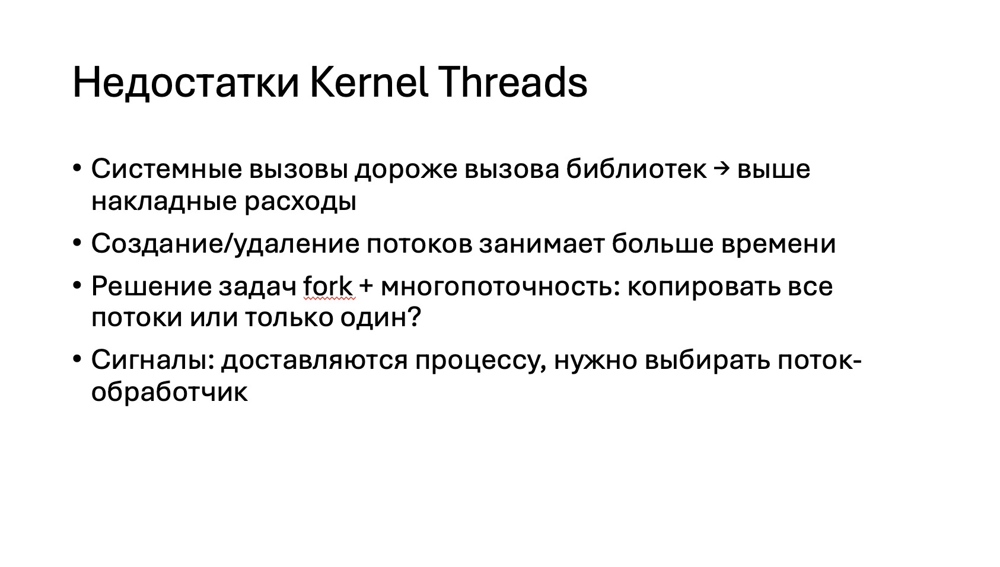 Недостатки Kernel Threads
• Системные вызовы дороже вызова библиотек → выше
накладные расходы
• Создание/удаление потоков занимает больше времени
• Решение задач fork + многопоточность: копировать все
потоки или только один?
• Сигналы: доставляются процессу, нужно выбирать поток-
обработчик